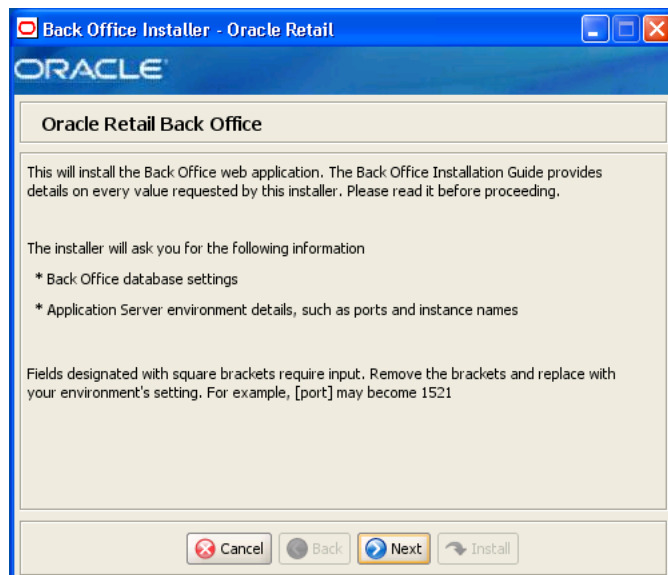 Back Office Installer - Oracle Retail
ORACLE
Oracle Retail Back Office
This will install the Back Office web application. The Back Office Installation Guide provides
details on every value requested by this installer. Please read it before proceeding.
The installer will ask you for the following information
* Back Office database settings
* Application Server environment details, such as ports and instance names
Fields designated with square brackets require input. Remove the brackets and replace with
your environment's setting. For example, [port] may become 1521
Cancel Back Next Install